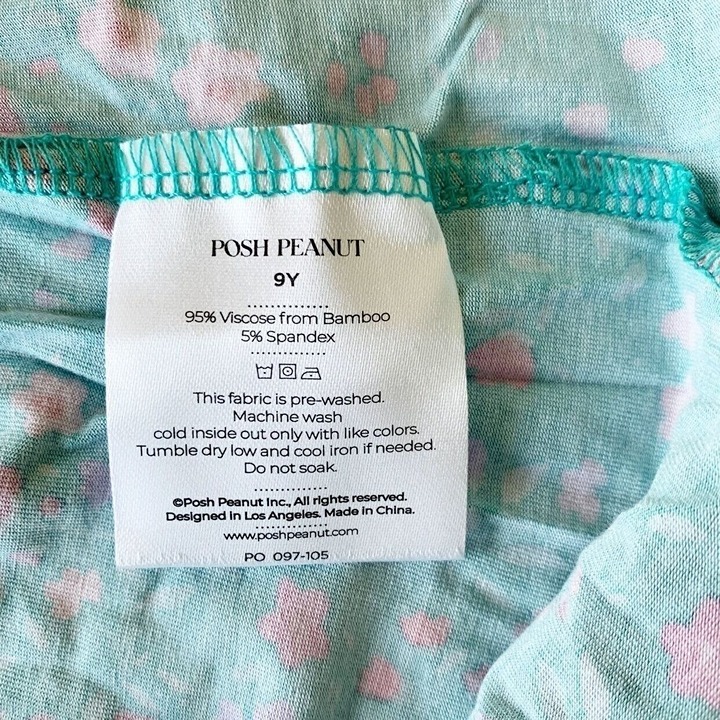 POSH PEANUT
9Y
95% Viscose from Bamboo
5% Spandex
This fabric is pre-washed.
Machine wash
cold inside out only with like colors.
Tumble dry low and cool iron if needed.
Do not soak.
©Posh Peanut Inc., All rights reserved.
Designed in Los Angeles. Made in China.
www.poshpeanut.com
PO 097-105